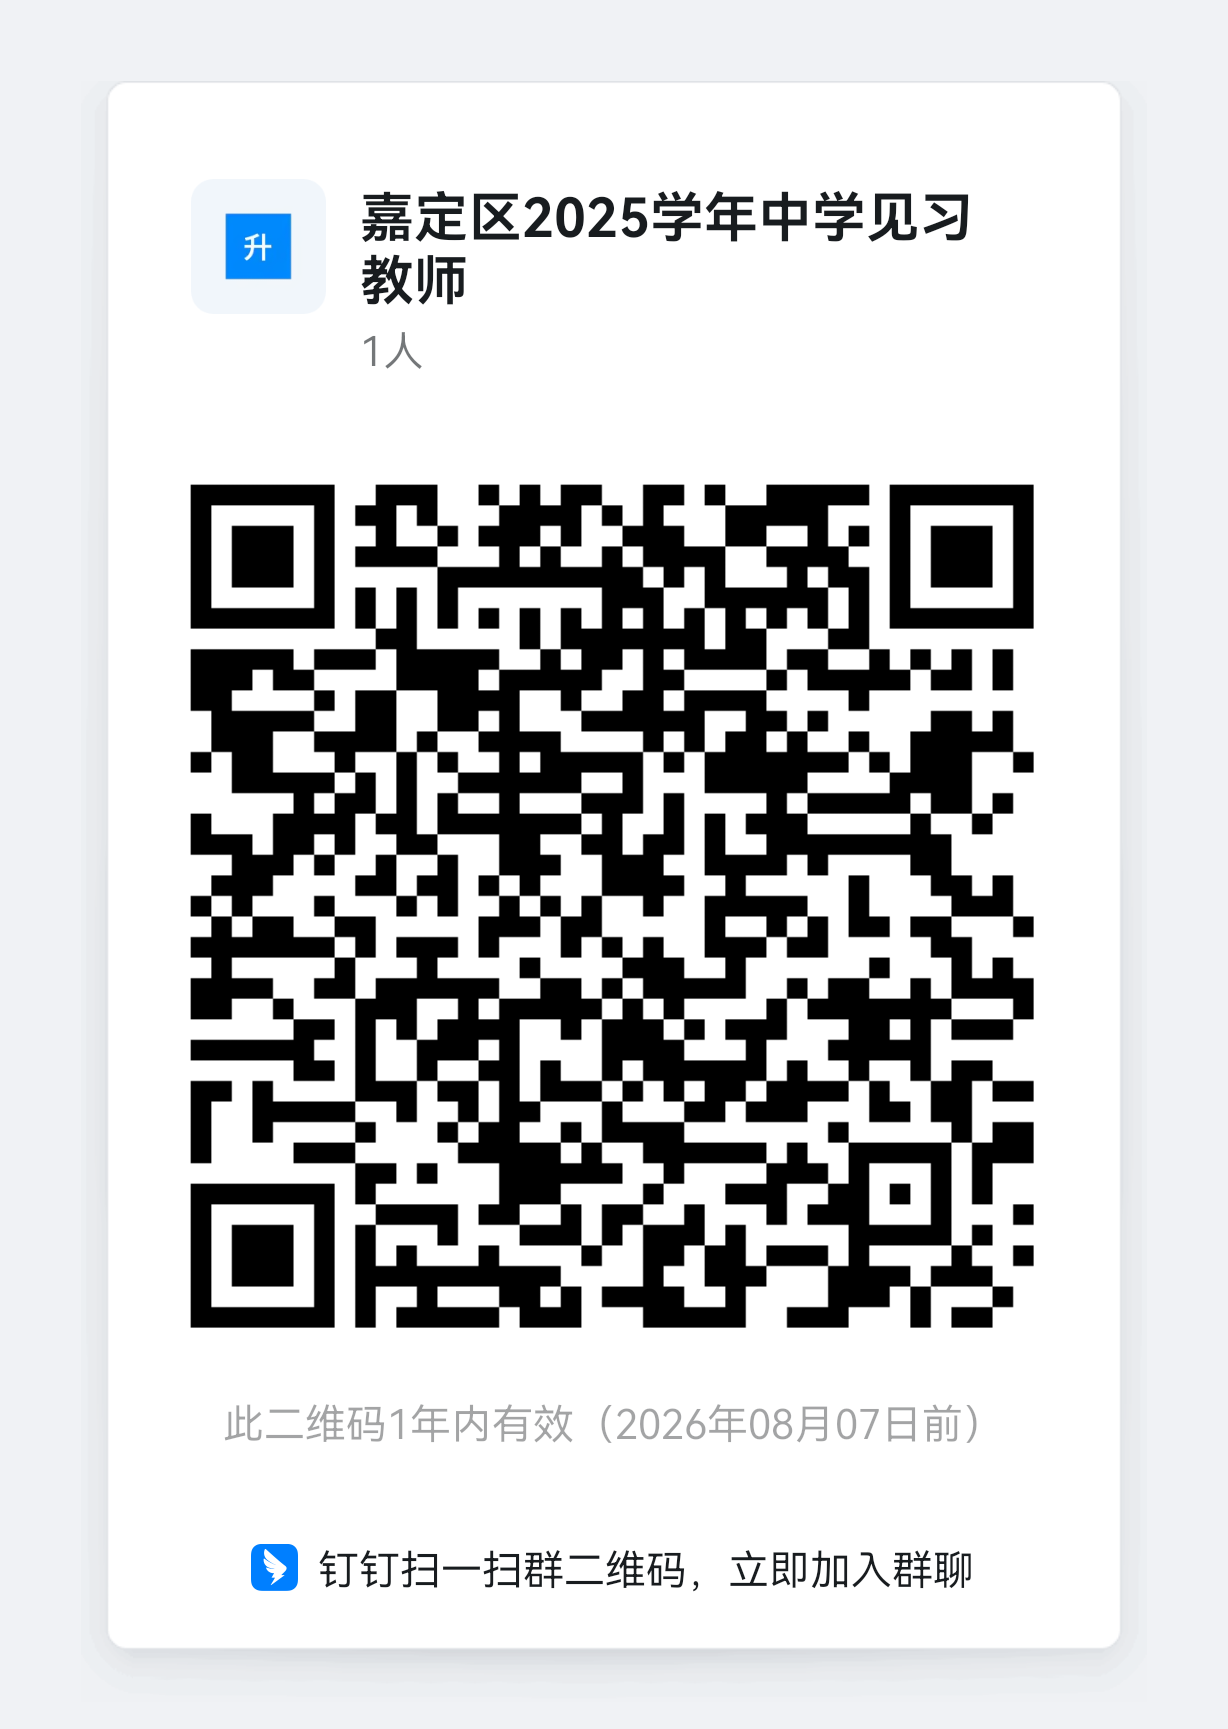 升
嘉定区2025学年中学见习
教师
1人
此二维码1年内有效（2026年08月07日前）
钉钉扫一扫群二维码，立即加入群聊